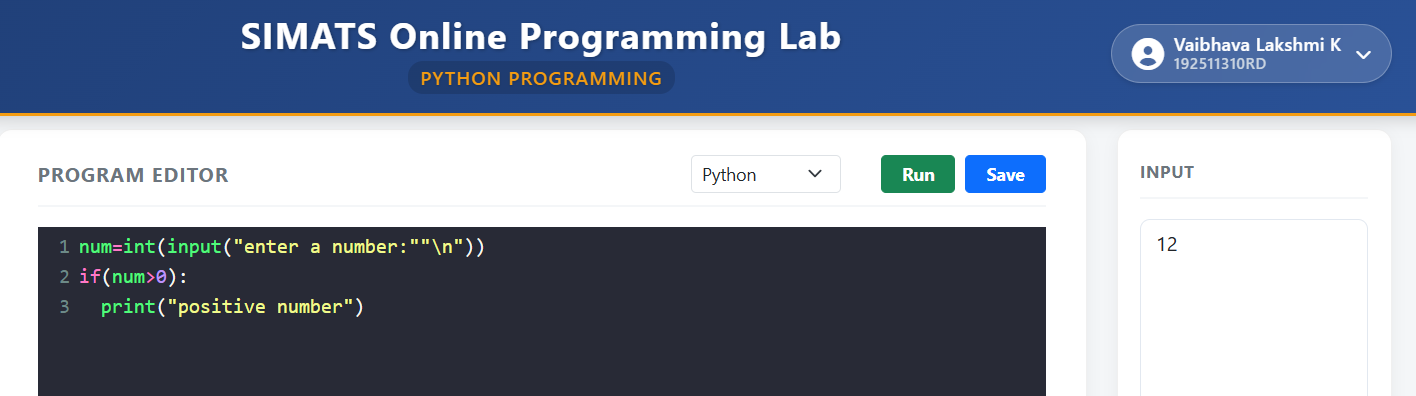 SIMATS Online Programming Lab
PYTHON PROGRAMMING
Vaibhava Lakshmi K
192511310RD
PROGRAM EDITOR
Python
Run
Save
1 num=int(input("enter a number:""\n"))
2 if(num>0):
3   print("positive number")
INPUT
12